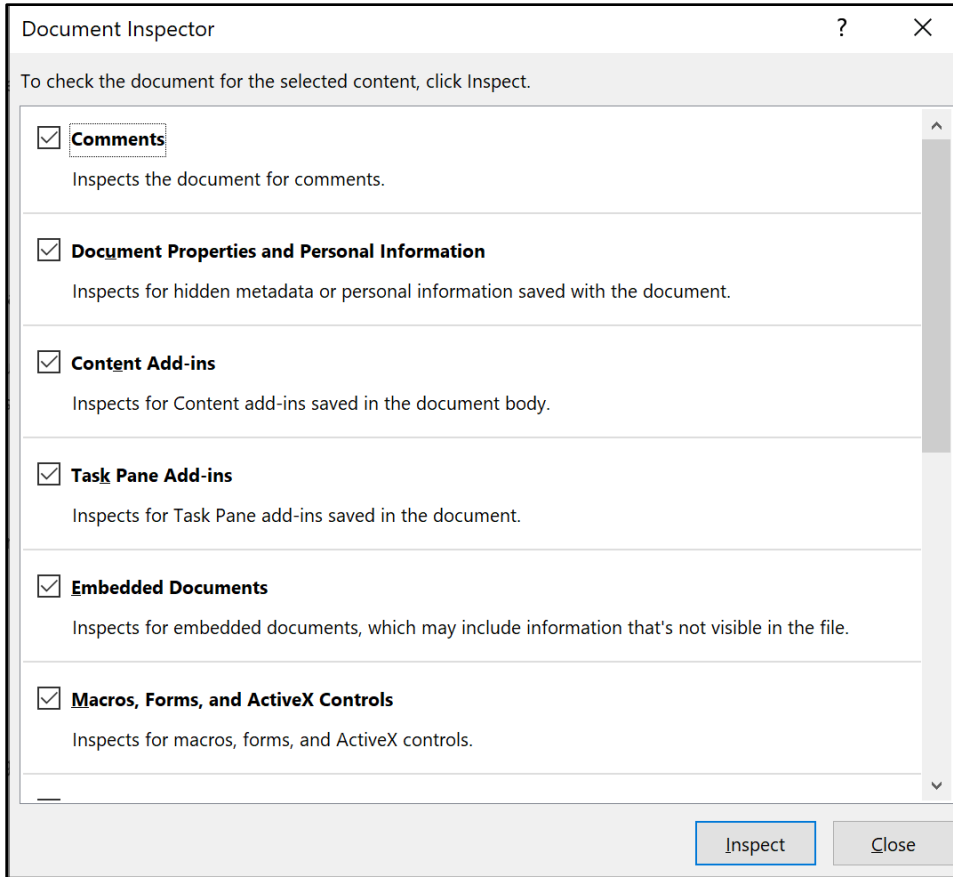 Document Inspector
?
To check the document for the selected content, click Inspect.
Comments
Inspects the document for comments.
Document Properties and Personal Information
Inspects for hidden metadata or personal information saved with the document.
Content Add-ins
Inspects for Content add-ins saved in the document body.
Task Pane Add-ins
Inspects for Task Pane add-ins saved in the document.
Embedded Documents
Inspects for embedded documents, which may include information that's not visible in the file.
Macros, Forms, and ActiveX Controls
Inspects for macros, forms, and ActiveX controls.
Inspect Close